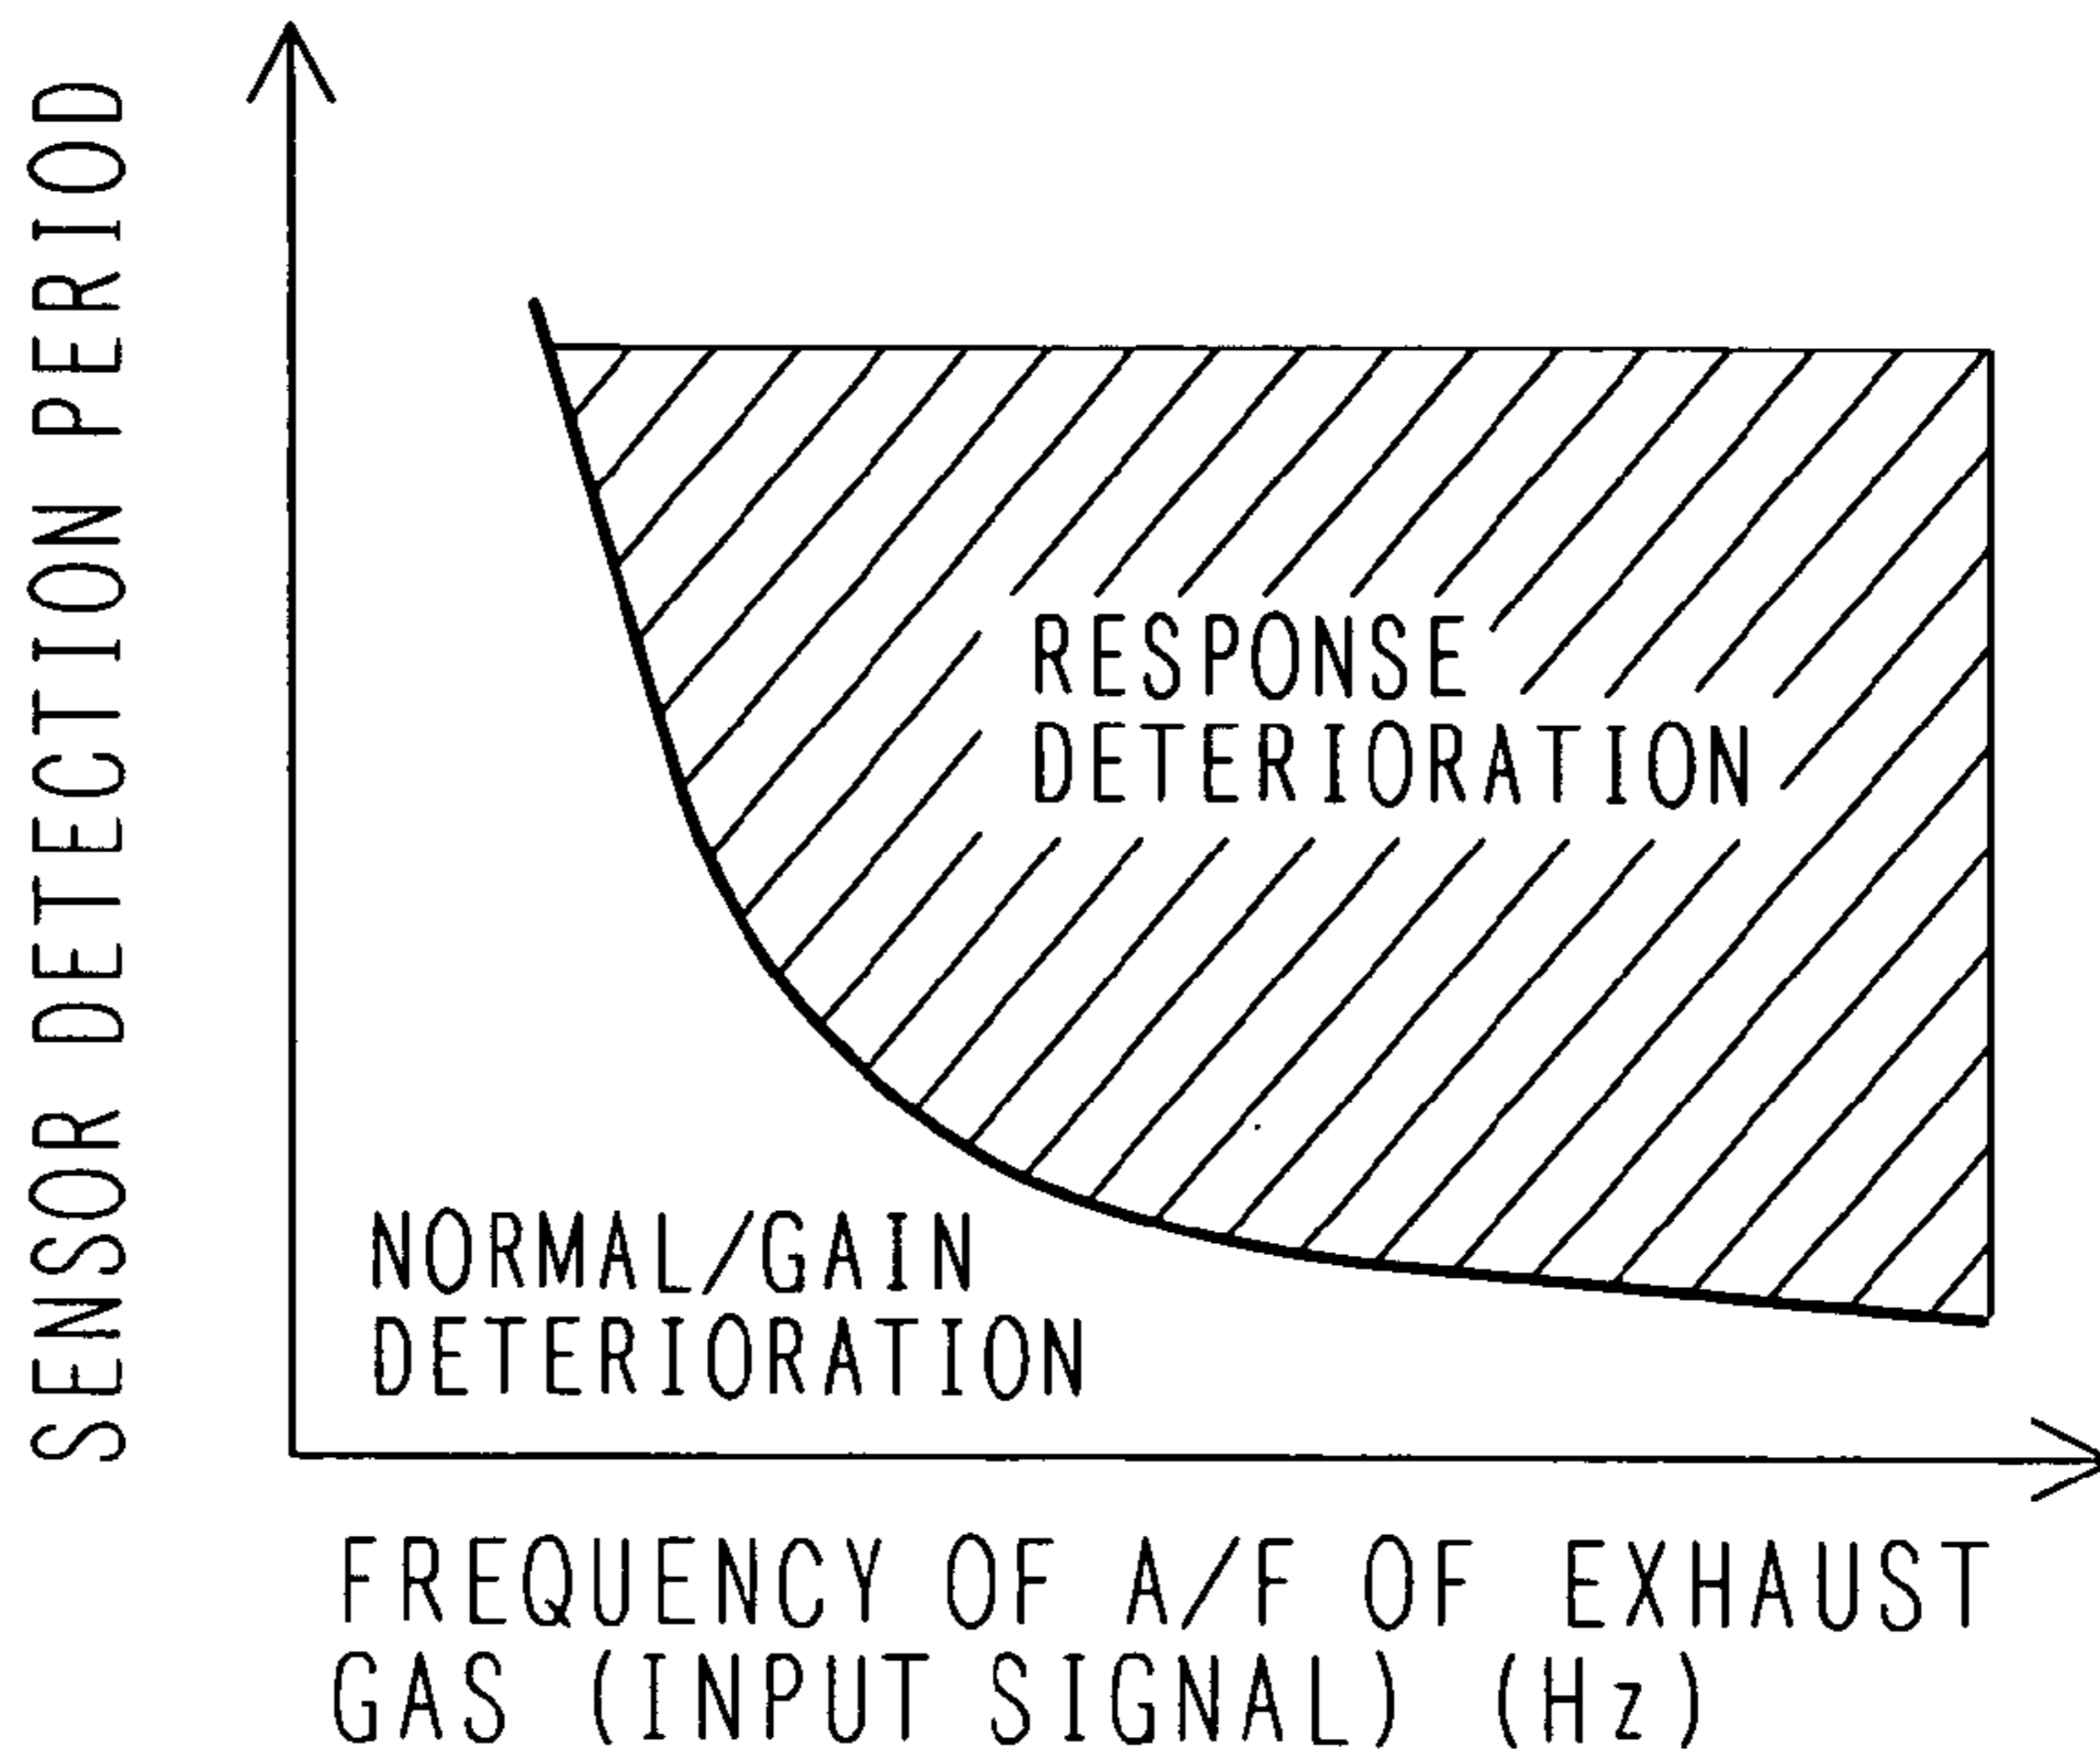 SENSOR DETECTION PERIOD
RESPONSE
DETERIORATION
NORMAL/GAIN
DETERIORATION
FREQUENCY OF A/F OF EXHAUST
GAS (INPUT SIGNAL) (Hz)